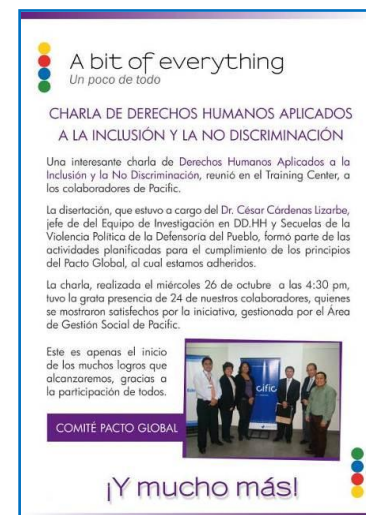 A bit of everything
Un poco de todo
CHARLA DE DERECHOS HUMANOS APLICADOS
A LA INCLUSIÓN Y LA NO DISCRIMINACIÓN
Una interesante charla de Derechos Humanos Aplicados a la
Inclusión y la No Discriminación, reunió en el Training Center, a
los colaboradores de Pacific.
La disertación, que estuvo a cargo del Dr. César Cárdenas Lizarbe,
jefe de del Equipo de Investigación en DD.HH y Secuelas de la
Violencia Política de la Defensoría del Pueblo, formó parte de las
actividades planificadas para el cumplimiento de los principios
del Pacto Global, al cual estamos adheridos.
La charla, realizada el miércoles 26 de octubre a las 4:30 pm,
tuvo la grata presencia de 24 de nuestros colaboradores, quienes
se mostraron satisfechos por la iniciativa, gestionada por el Área
de Gestión Social de Pacific.
Este es apenas el inicio
de los muchos logros que
alcanzaremos, gracias a
la participación de todos.
cific
COMITÉ PACTO GLOBAL
¡Y mucho más!